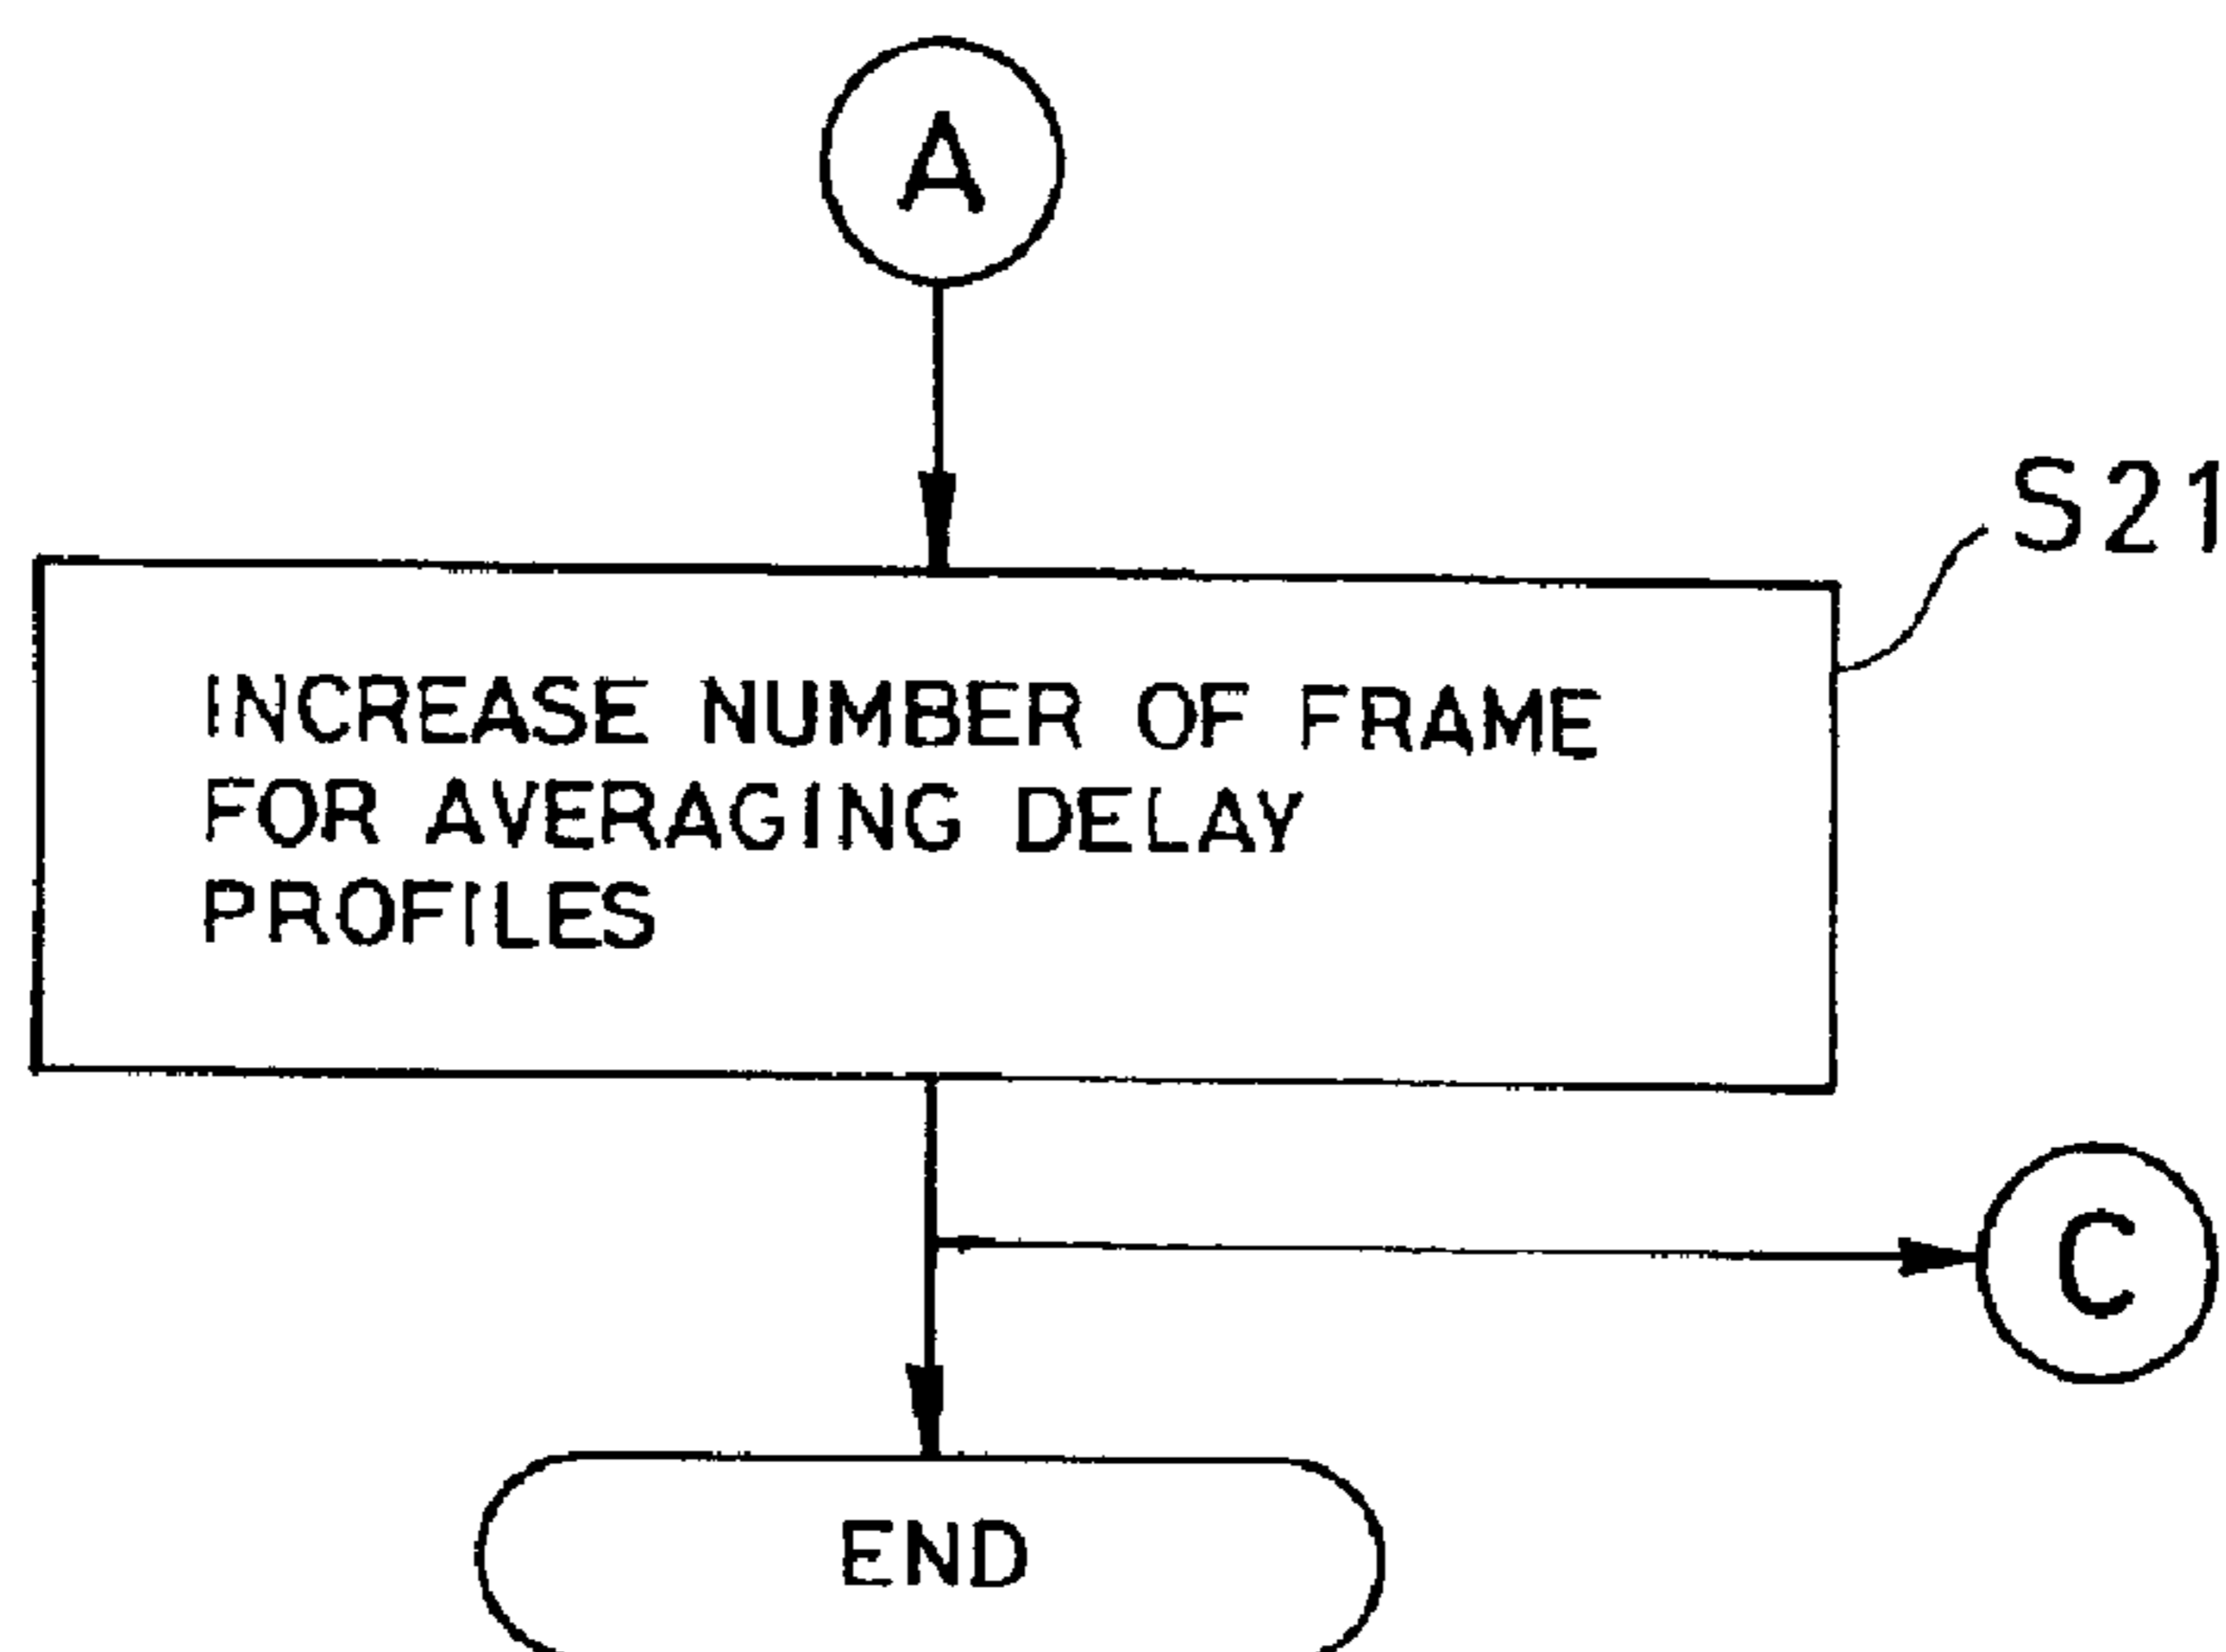 A
S21
INCREASE NUMBER OF FRAME
FOR AVERAGING DELAY
PROFILES
C
END